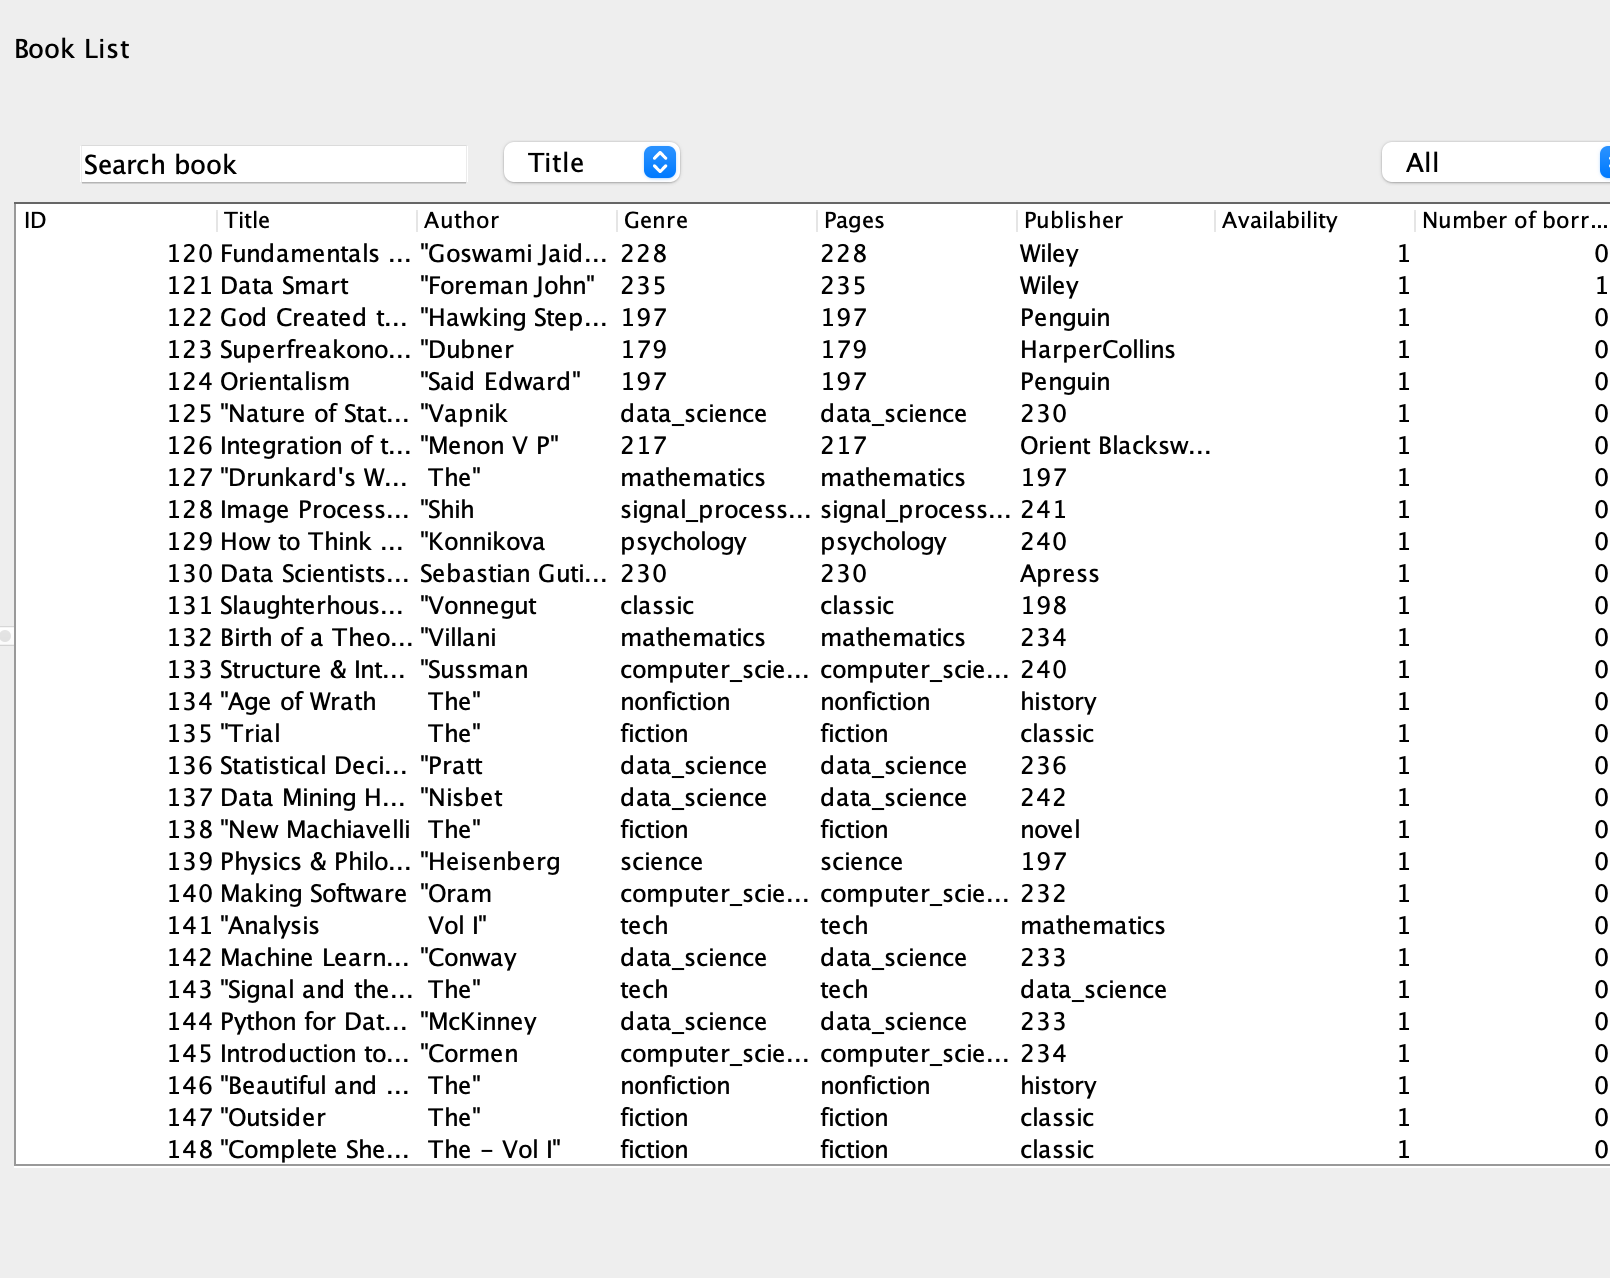 Book List
Search book Title All
ID Title Author Genre Pages Publisher Availability Number of borr...
120 Fundamentals ... "Goswami Jaid... 228 228 Wiley 1 0
121 Data Smart "Foreman John" 235 235 Wiley 1 1
122 God Created t... "Hawking Step... 197 197 Penguin 1 0
123 Superfreakono... "Dubner 179 179 HarperCollins 1 0
124 Orientalism "Said Edward" 197 197 Penguin 1 0
125 "Nature of Stat... "Vapnik data_science data_science 230 1 0
126 Integration of t... "Menon V P" 217 217 Orient Blacksw... 1 0
127 "Drunkard's W... The" mathematics mathematics 197 1 0
128 Image Process... "Shih signal_process... signal_process... 241 1 0
129 How to Think ... "Konnikova psychology psychology 240 1 0
130 Data Scientists... Sebastian Guti... 230 230 Apress 1 0
131 Slaughterhous... "Vonnegut classic classic 198 1 0
132 Birth of a Theo... "Villani mathematics mathematics 234 1 0
133 Structure & Int... "Sussman computer_scie... computer_scie... 240 1 0
134 "Age of Wrath The" nonfiction nonfiction history 1 0
135 "Trial The" fiction fiction classic 1 0
136 Statistical Deci... "Pratt data_science data_science 236 1 0
137 Data Mining H... "Nisbet data_science data_science 242 1 0
138 "New Machiavelli The" fiction fiction novel 1 0
139 Physics & Philo... "Heisenberg science science 197 1 0
140 Making Software "Oram computer_scie... computer_scie... 232 1 0
141 "Analysis Vol I" tech tech mathematics 1 0
142 Machine Learn... "Conway data_science data_science 233 1 0
143 "Signal and the... The" tech tech data_science 1 0
144 Python for Dat... "McKinney data_science data_science 233 1 0
145 Introduction to... "Cormen computer_scie... computer_scie... 234 1 0
146 "Beautiful and ... The" nonfiction nonfiction history 1 0
147 "Outsider The" fiction fiction classic 1 0
148 "Complete She... The - Vol I" fiction fiction classic 1 0